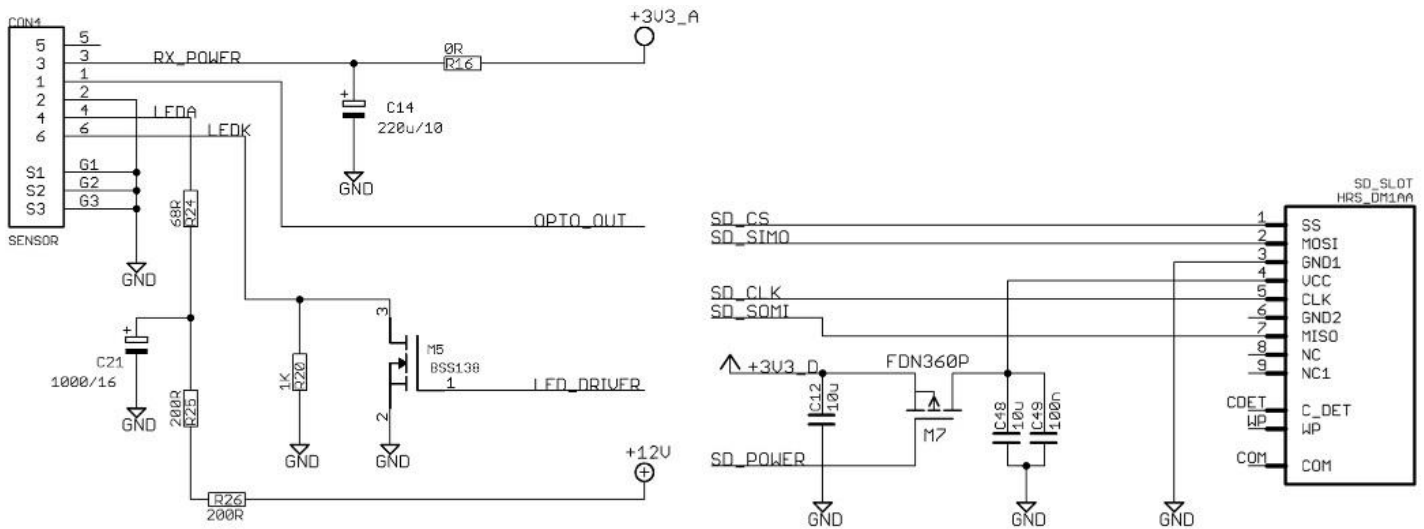 CON4
5 5
3 3
1 1
2 2
4 4
6 6
S1 G1
S2 G2
S3 G3
SENSOR
RX_POWER
0R
R16
+3V3_A
+
C14
220u/10
GND
LEDA
LEDK
68R
R24
OPTO_OUT
GND
+
C21
1000/16
GND
200R
R25
1K
R20
GND
3
M5
BSS138
1
2
LED_DRIVER
GND
+12V
R26
200R
SD_SLOT
HRS_DM1AA
SD_CS 1 SS
SD_SIMO 2 MOSI
3 GND1
4 VCC
SD_CLK 5 CLK
SD_SOMI 6 GND2
7 MISO
8 NC
9 NC1
CDET C_DET
WP WP
COM COM
+3V3_D
FDN360P
C12
10u
M7
C48
10u
C49
100n
SD_POWER
GND
GND
GND